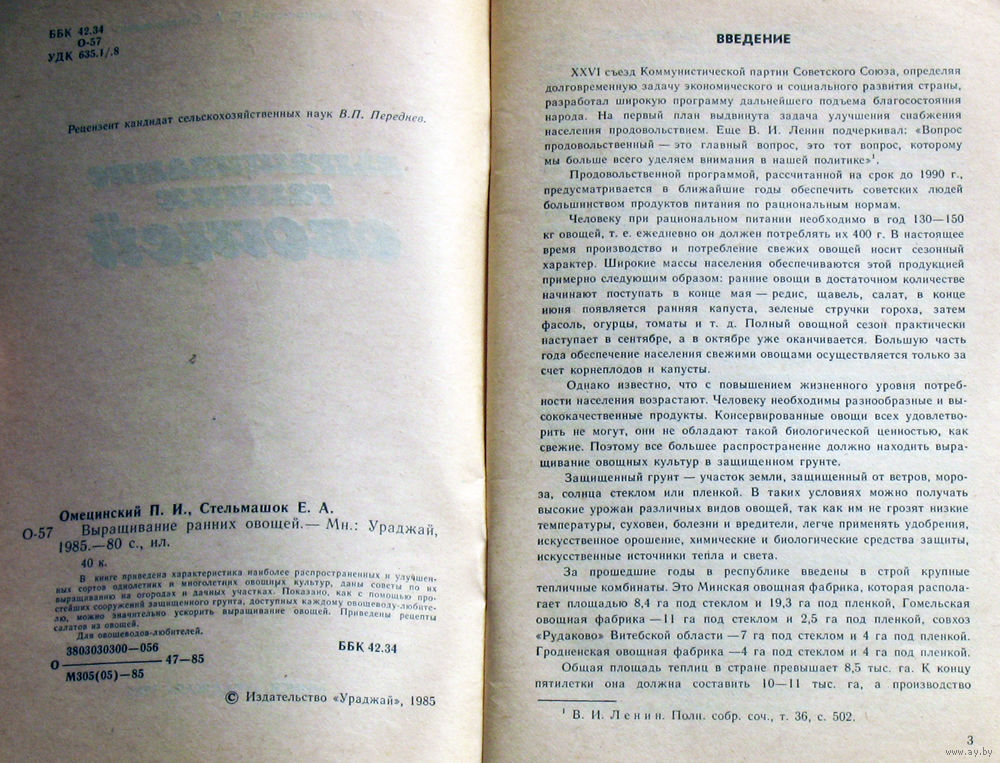 ББК 42.34
О-57
УДК 635.1/.8
Рецензент кандидат сельскохозяйственных наук В.П. Переднев.
Омецинский П. И., Стельмашок Е. А.
О-57 Выращивание ранних овощей.— Мн.: Ураджай,
1985.—80 с., ил.
40 к.
В книге приведена характеристика наиболее распространенных и улучшен-
ных сортов однолетних и многолетних овощных культур, даны советы по их
выращиванию на огородах и дачных участках. Показано, как с помощью про-
стейших сооружений защищенного грунта, доступных каждому овощеводу-любите-
лю, можно значительно ускорить выращивание овощей. Приведены рецепты
салатов из овощей.
Для овощеводов-любителей.
3803030300—056
О 47—85
М305(05)—85
ББК 42.34
© Издательство «Ураджай», 1985
ВВЕДЕНИЕ
XXVI съезд Коммунистической партии Советского Союза, определяя
долговременную задачу экономического и социального развития страны,
разработал широкую программу дальнейшего подъема благосостояния
народа. На первый план выдвинута задача улучшения снабжения
населения продовольствием. Еще В. И. Ленин подчеркивал: «Вопрос
продовольственный — это главный вопрос, это тот вопрос, которому
мы больше всего уделяем внимания в нашей политике»¹.
Продовольственной программой, рассчитанной на срок до 1990 г.,
предусматривается в ближайшие годы обеспечить советских людей
большинством продуктов питания по рациональным нормам.
Человеку при рациональном питании необходимо в год 130—150
кг овощей, т. е. ежедневно он должен потреблять их 400 г. В настоящее
время производство и потребление свежих овощей носит сезонный
характер. Широкие массы населения обеспечиваются этой продукцией
примерно следующим образом: ранние овощи в достаточном количестве
начинают поступать в конце мая — редис, щавель, салат, в конце
июня появляется ранняя капуста, зеленые стручки гороха, затем
фасоль, огурцы, томаты и т. д. Полный овощной сезон практически
наступает в сентябре, а в октябре уже оканчивается. Большую часть
года обеспечение населения свежими овощами осуществляется только за
счет корнеплодов и капусты.
Однако известно, что с повышением жизненного уровня потреб-
ности населения возрастают. Человеку необходимы разнообразные и вы-
сококачественные продукты. Консервированные овощи всех удовлетво-
рить не могут, они не обладают такой биологической ценностью, как
свежие. Поэтому все большее распространение должно находить выра-
щивание овощных культур в защищенном грунте.
Защищенный грунт — участок земли, защищенный от ветров, моро-
за, солнца стеклом или пленкой. В таких условиях можно получать
высокие урожаи различных видов овощей, так как им не грозят низкие
температуры, суховеи, болезни и вредители, легче применять удобрения,
искусственное орошение, химические и биологические средства защиты,
искусственные источники тепла и света.
За прошедшие годы в республике введены в строй крупные
тепличные комбинаты. Это Минская овощная фабрика, которая распола-
гает площадью 8,4 га под стеклом и 19,3 га под пленкой, Гомельская
овощная фабрика —11 га под стеклом и 2,5 га под пленкой, совхоз
«Рудаково» Витебской области —7 га под стеклом и 4 га под пленкой.
Гродненская овощная фабрика —4 га под стеклом и 4 га под пленкой.
Общая площадь теплиц в стране превышает 8,5 тыс. га. К концу
пятилетки она должна составить 10—11 тыс. га, а производство
¹ В. И. Ленин. Полн. собр. соч., т. 36, с. 502.
3
www.ay.by